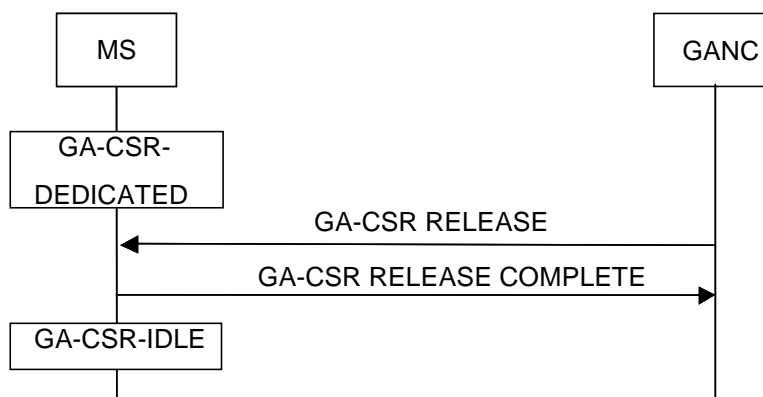 MS
GANC
GA-CSR-
DEDICATED
GA-CSR RELEASE
GA-CSR RELEASE COMPLETE
GA-CSR-IDLE